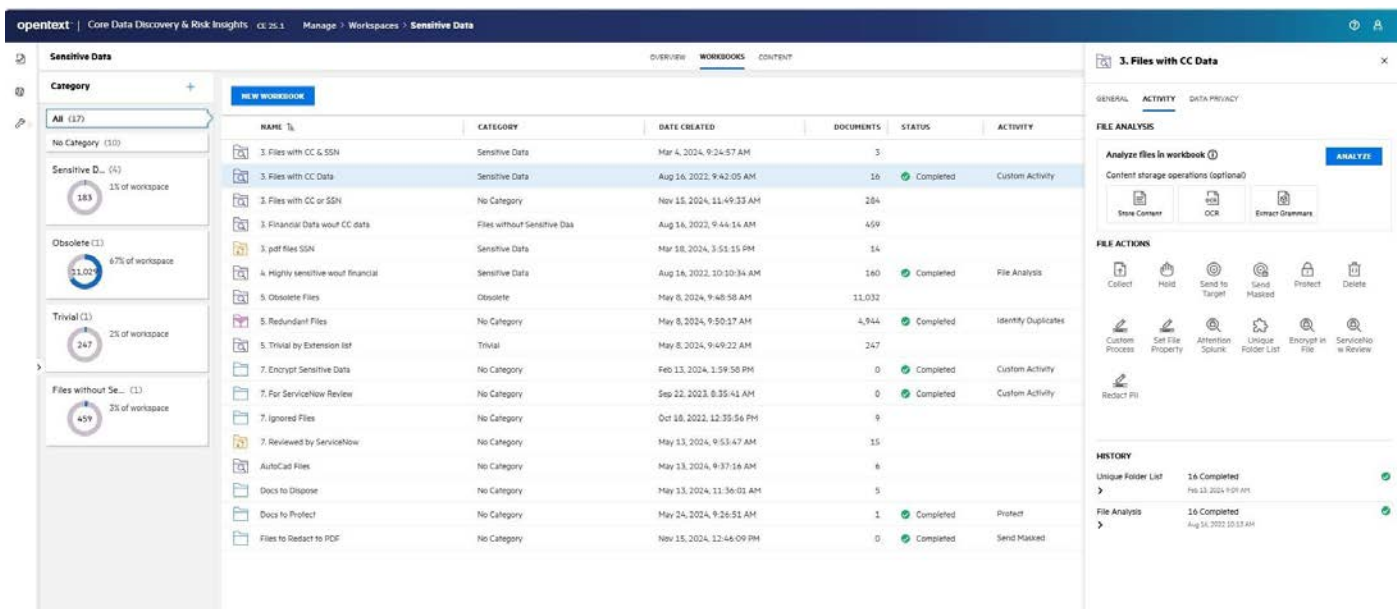 opentext | Core Data Discovery & Risk Insights CE 25.1 Manage > Workspaces > Sensitive Data
Sensitive Data
OVERVIEW WORKBOOKS CONTENT
Category +
All (17)
No Category (10)
Sensitive D... (4)
1% of workspace
183
Obsolete (1)
67% of workspace
11,029
Trivial (1)
2% of workspace
247
Files without Se... (1)
3% of workspace
459
NEW WORKBOOK
NAME CATEGORY DATE CREATED DOCUMENTS STATUS ACTIVITY
3. Files with CC & SSN Sensitive Data Mar 4, 2024, 9:24:57 AM 3
3. Files with CC Data Sensitive Data Aug 16, 2022, 9:42:05 AM 16 Completed Custom Activity
3. Files with CC or SSN No Category Nov 15, 2024, 11:49:33 AM 284
3. Financial Data wout CC data Files without Sensitive Daa Aug 16, 2022, 9:44:14 AM 459
3. pdf files SSN Sensitive Data Mar 18, 2024, 3:51:15 PM 14
4. Highly sensitive wout financial Sensitive Data Aug 16, 2022, 10:10:34 AM 160 Completed File Analysis
5. Obsolete Files Obsolete May 8, 2024, 9:48:58 AM 11,032
5. Redundant Files No Category May 8, 2024, 9:50:17 AM 4,944 Completed Identify Duplicates
5. Trivial by Extension list Trivial May 8, 2024, 9:49:22 AM 247
7. Encrypt Sensitive Data No Category Feb 13, 2024, 1:59:58 PM 0 Completed Custom Activity
7. For ServiceNow Review No Category Sep 22, 2023, 8:35:41 AM 0 Completed Custom Activity
7. Ignored Files No Category Oct 18, 2022, 12:35:56 PM 9
7. Reviewed by ServiceNow No Category May 13, 2024, 9:53:47 AM 15
AutoCad Files No Category May 13, 2024, 9:37:16 AM 6
Docs to Dispose No Category May 13, 2024, 11:36:01 AM 5
Docs to Protect No Category May 24, 2024, 9:26:51 AM 1 Completed Protect
Files to Redact to PDF No Category Nov 15, 2024, 12:46:09 PM 0 Completed Send Masked
3. Files with CC Data
GENERAL ACTIVITY DATA PRIVACY
FILE ANALYSIS
Analyze files in workbook ANALYZE
Content storage operations (optional)
Store Content OCR Extract Grammars
FILE ACTIONS
Collect Hold Send to Target Send Masked Protect Delete
Custom Process Set File Property Attention Splunk Unique Folder List Encrypt in File ServiceNow Review
Redact PII
HISTORY
Unique Folder List 16 Completed
Feb 13, 2024 9:09 AM
File Analysis 16 Completed
Aug 16, 2022 10:13 AM